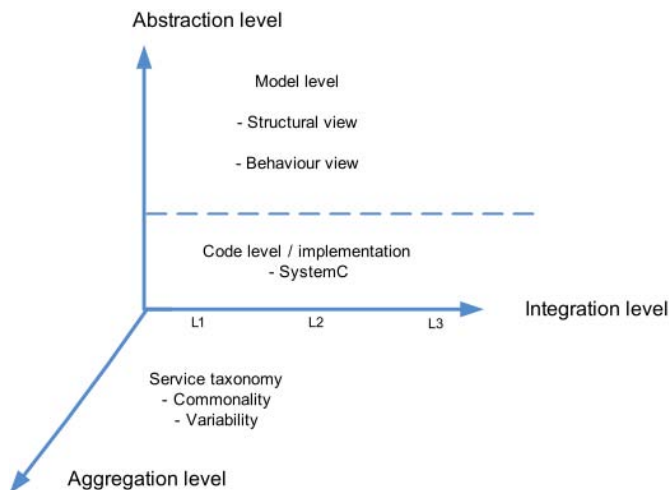 Abstraction level
Model level
- Structural view
- Behaviour view
Code level / implementation
- SystemC
Integration level
L1
L2
L3
Service taxonomy
- Commonality
- Variability
Aggregation level